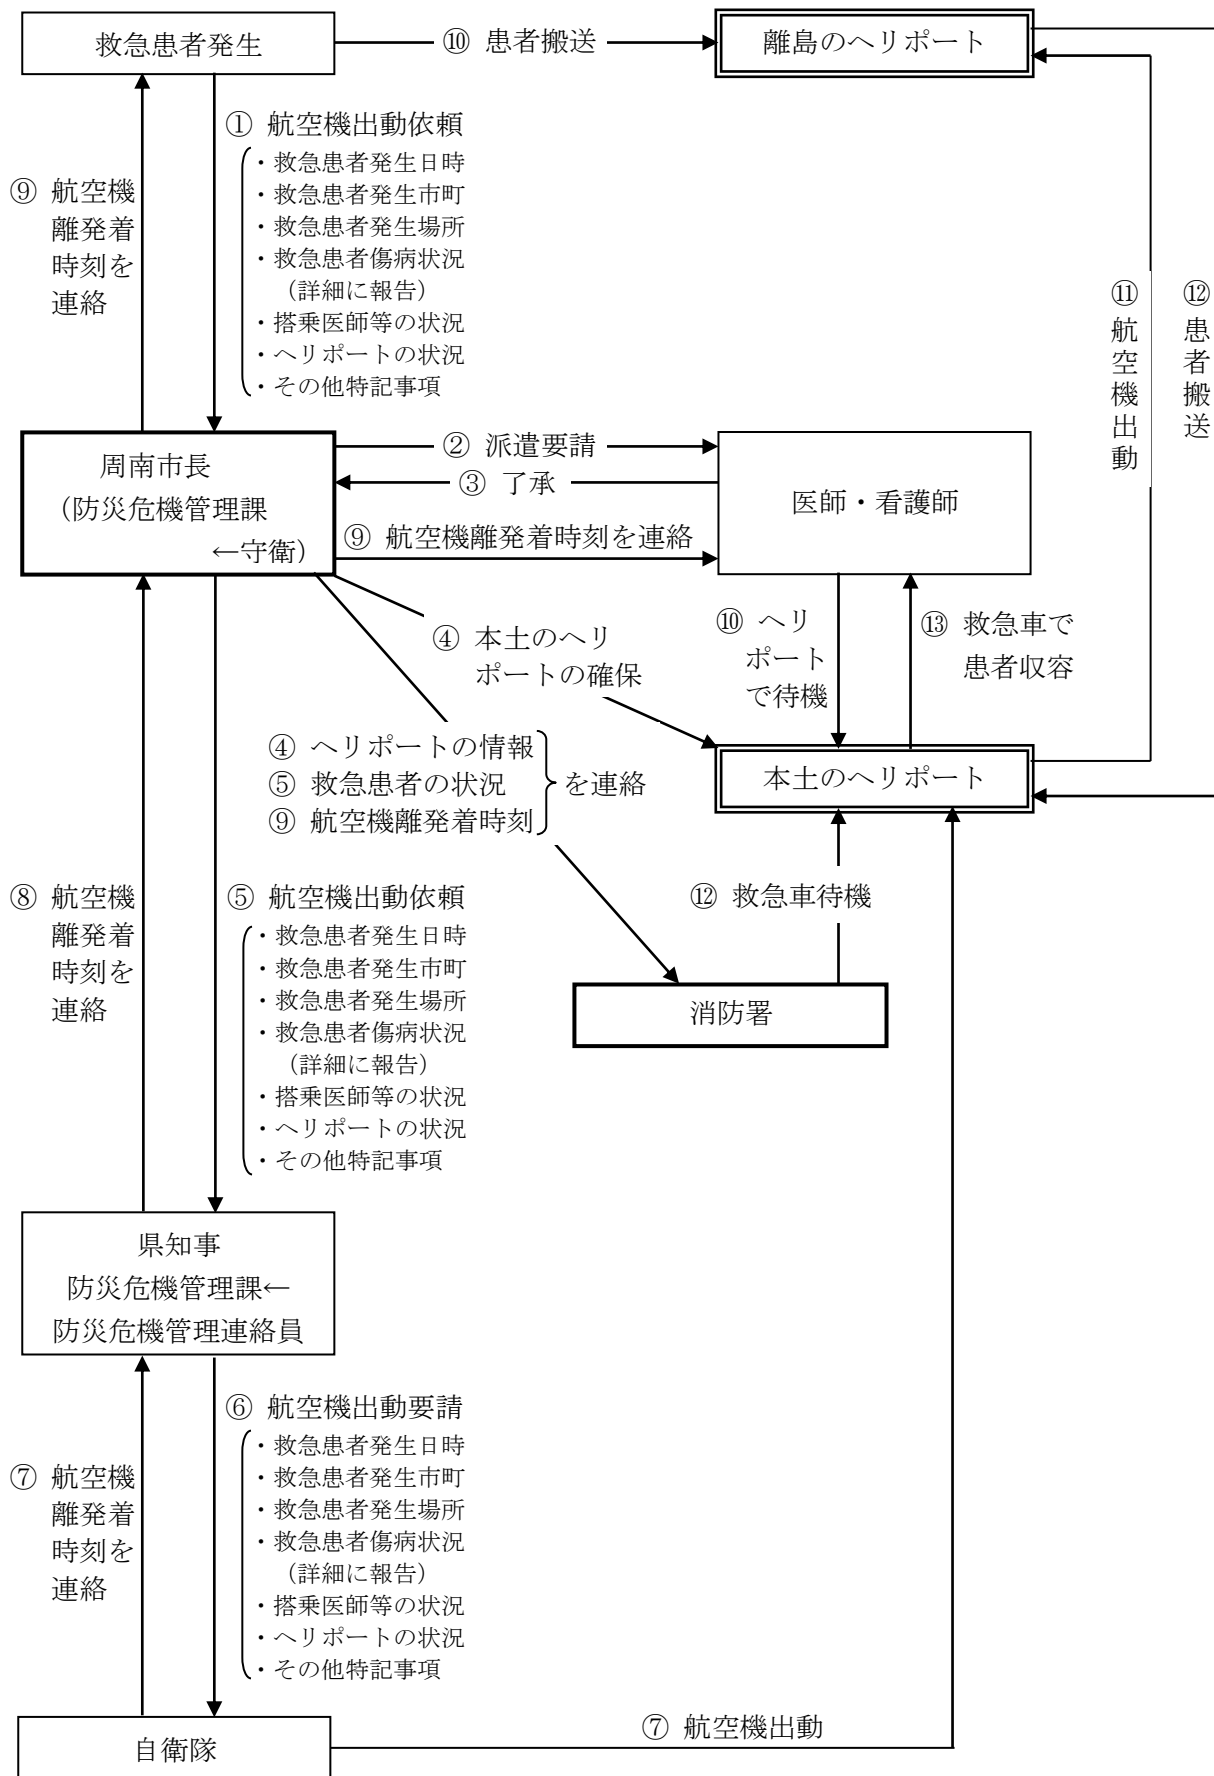 救急患者発生
⑩ 患者搬送
離島のヘリポート
① 航空機出動依頼
・救急患者発生日時
・救急患者発生市町
・救急患者発生場所
・救急患者傷病状況
（詳細に報告）
・搭乗医師等の状況
・ヘリポートの状況
・その他特記事項
⑨ 航空機
離発着
時刻を
連絡
⑪航空機出動
⑫患者搬送
周南市長
（防災危機管理課
←守衛）
② 派遣要請
③ 了承
⑨ 航空機離発着時刻を連絡
医師・看護師
④ 本土のヘリ
ポートの確保
⑩ ヘリ
ポート
で待機
⑬ 救急車で
患者収容
④ ヘリポートの情報
⑤ 救急患者の状況
⑨ 航空機離発着時刻
を連絡
本土のヘリポート
⑧ 航空機
離発着
時刻を
連絡
⑤ 航空機出動依頼
・救急患者発生日時
・救急患者発生市町
・救急患者発生場所
・救急患者傷病状況
（詳細に報告）
・搭乗医師等の状況
・ヘリポートの状況
・その他特記事項
⑫ 救急車待機
消防署
県知事
防災危機管理課←
防災危機管理連絡員
⑥ 航空機出動要請
・救急患者発生日時
・救急患者発生市町
・救急患者発生場所
・救急患者傷病状況
（詳細に報告）
・搭乗医師等の状況
・ヘリポートの状況
・その他特記事項
⑦ 航空機
離発着
時刻を
連絡
⑦ 航空機出動
自衛隊